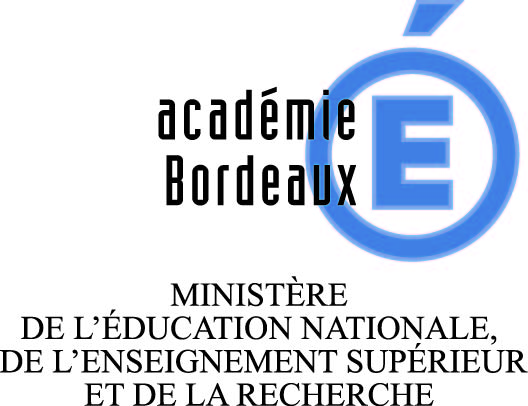 É
académie
Bordeaux
MINISTÈRE
DE L’ÉDUCATION NATIONALE,
DE L’ENSEIGNEMENT SUPÉRIEUR
ET DE LA RECHERCHE